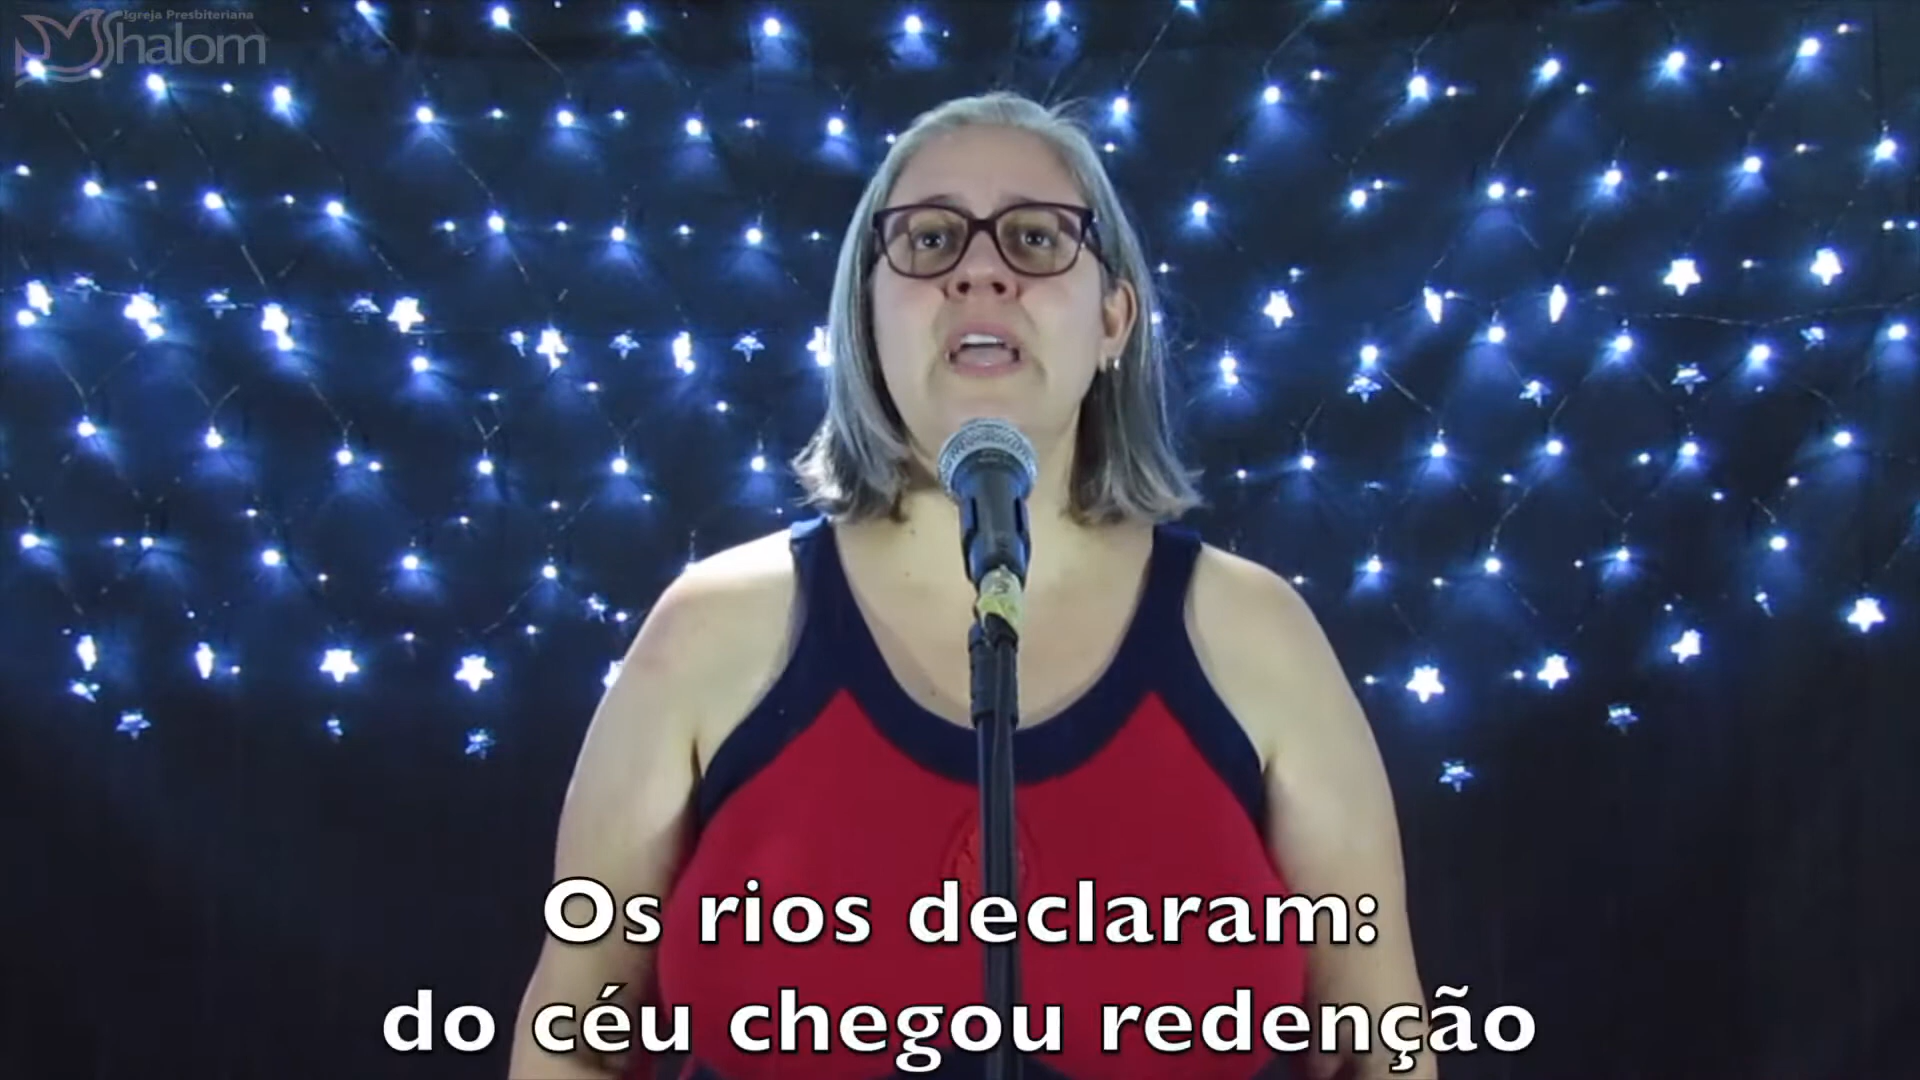 Igreja Presbiteriana
Shalom
Os rios declaram:
do céu chegou redenção